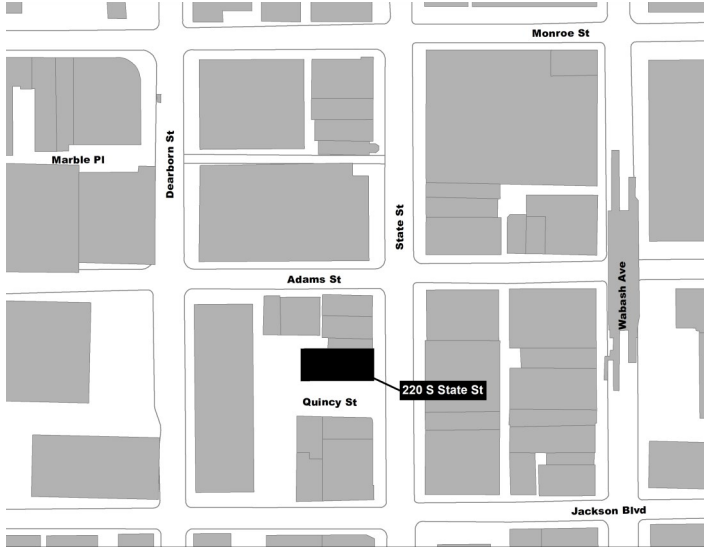 Monroe St
Marble Pl
Dearborn St
State St
Adams St
Wabash Ave
220 S State St
Quincy St
Jackson Blvd